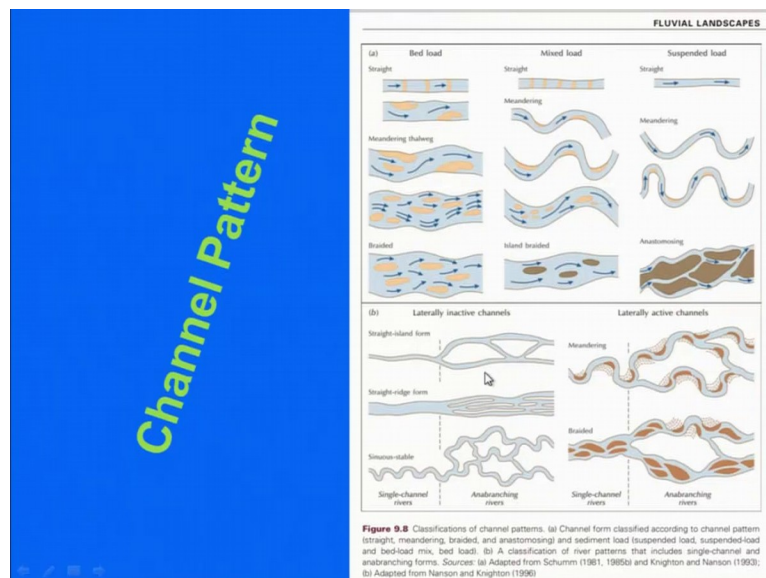 Channel Pattern
FLUVIAL LANDSCAPES
(a) Bed load Mixed load Suspended load
Straight Straight Straight
Meandering
Meandering
Meandering thalweg
Braided Island braided Anastomosing
(b) Laterally inactive channels Laterally active channels
Straight-island form
Meandering
Straight-ridge form
Braided
Sinuous-stable
Single-channel rivers Anabranching rivers Single-channel rivers Anabranching rivers
Figure 9.8 Classifications of channel patterns. (a) Channel form classified according to channel pattern
(straight, meandering, braided, and anastomosing) and sediment load (suspended load, suspended-load
and bed-load mix, bed load). (b) A classification of river patterns that includes single-channel and
anabranching forms. Sources: (a) Adapted from Schumm (1981, 1985b) and Knighton and Nanson (1993);
(b) Adapted from Nanson and Knighton (1996)